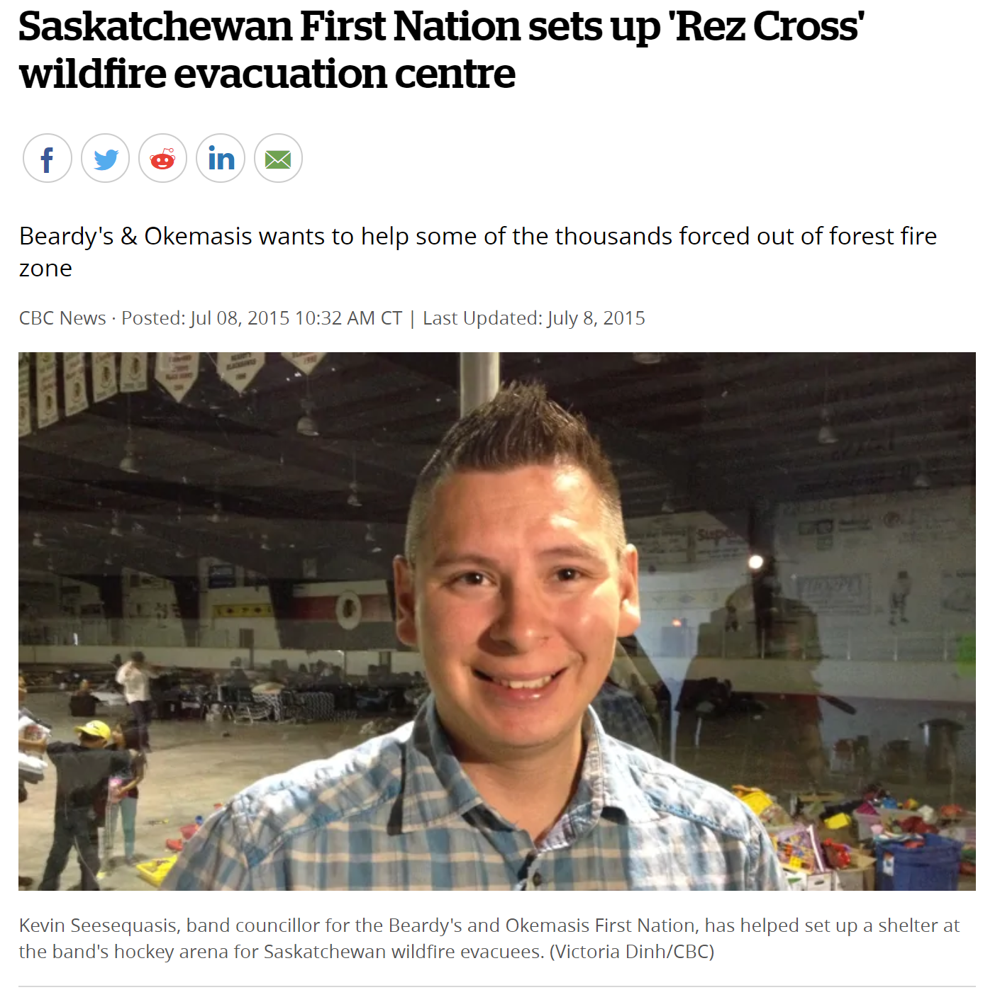 Saskatchewan First Nation sets up 'Rez Cross'
wildfire evacuation centre
f
in
Beardy's & Okemasis wants to help some of the thousands forced out of forest fire
zone
CBC News · Posted: Jul 08, 2015 10:32 AM CT | Last Updated: July 8, 2015
Kevin Seesequasis, band councillor for the Beardy's and Okemasis First Nation, has helped set up a shelter at
the band's hockey arena for Saskatchewan wildfire evacuees. (Victoria Dinh/CBC)